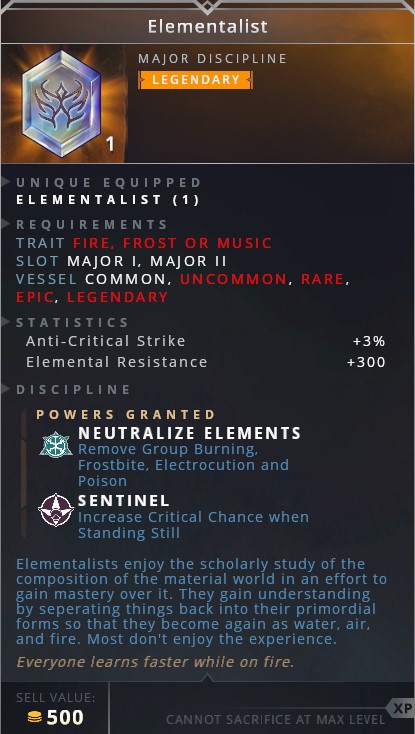 Elementalist
MAJOR DISCIPLINE
LEGENDARY
1
UNIQUE EQUIPPED
ELEMENTALIST (1)
REQUIREMENTS
TRAIT FIRE, FROST OR MUSIC
SLOT MAJOR I, MAJOR II
VESSEL COMMON, UNCOMMON, RARE,
EPIC, LEGENDARY
STATISTICS
Anti-Critical Strike +3%
Elemental Resistance +300
DISCIPLINE
POWERS GRANTED
NEUTRALIZE ELEMENTS
Remove Group Burning,
Frostbite, Electrocution and
Poison
SENTINEL
Increase Critical Chance when
Standing Still
Elementalists enjoy the scholarly study of the
composition of the material world in an effort to
gain mastery over it. They gain understanding
by seperating things back into their primordial
forms so that they become again as water, air,
and fire. Most don't enjoy the experience.
Everyone learns faster while on fire.
SELL VALUE:
500
XP
CANNOT SACRIFICE AT MAX LEVEL